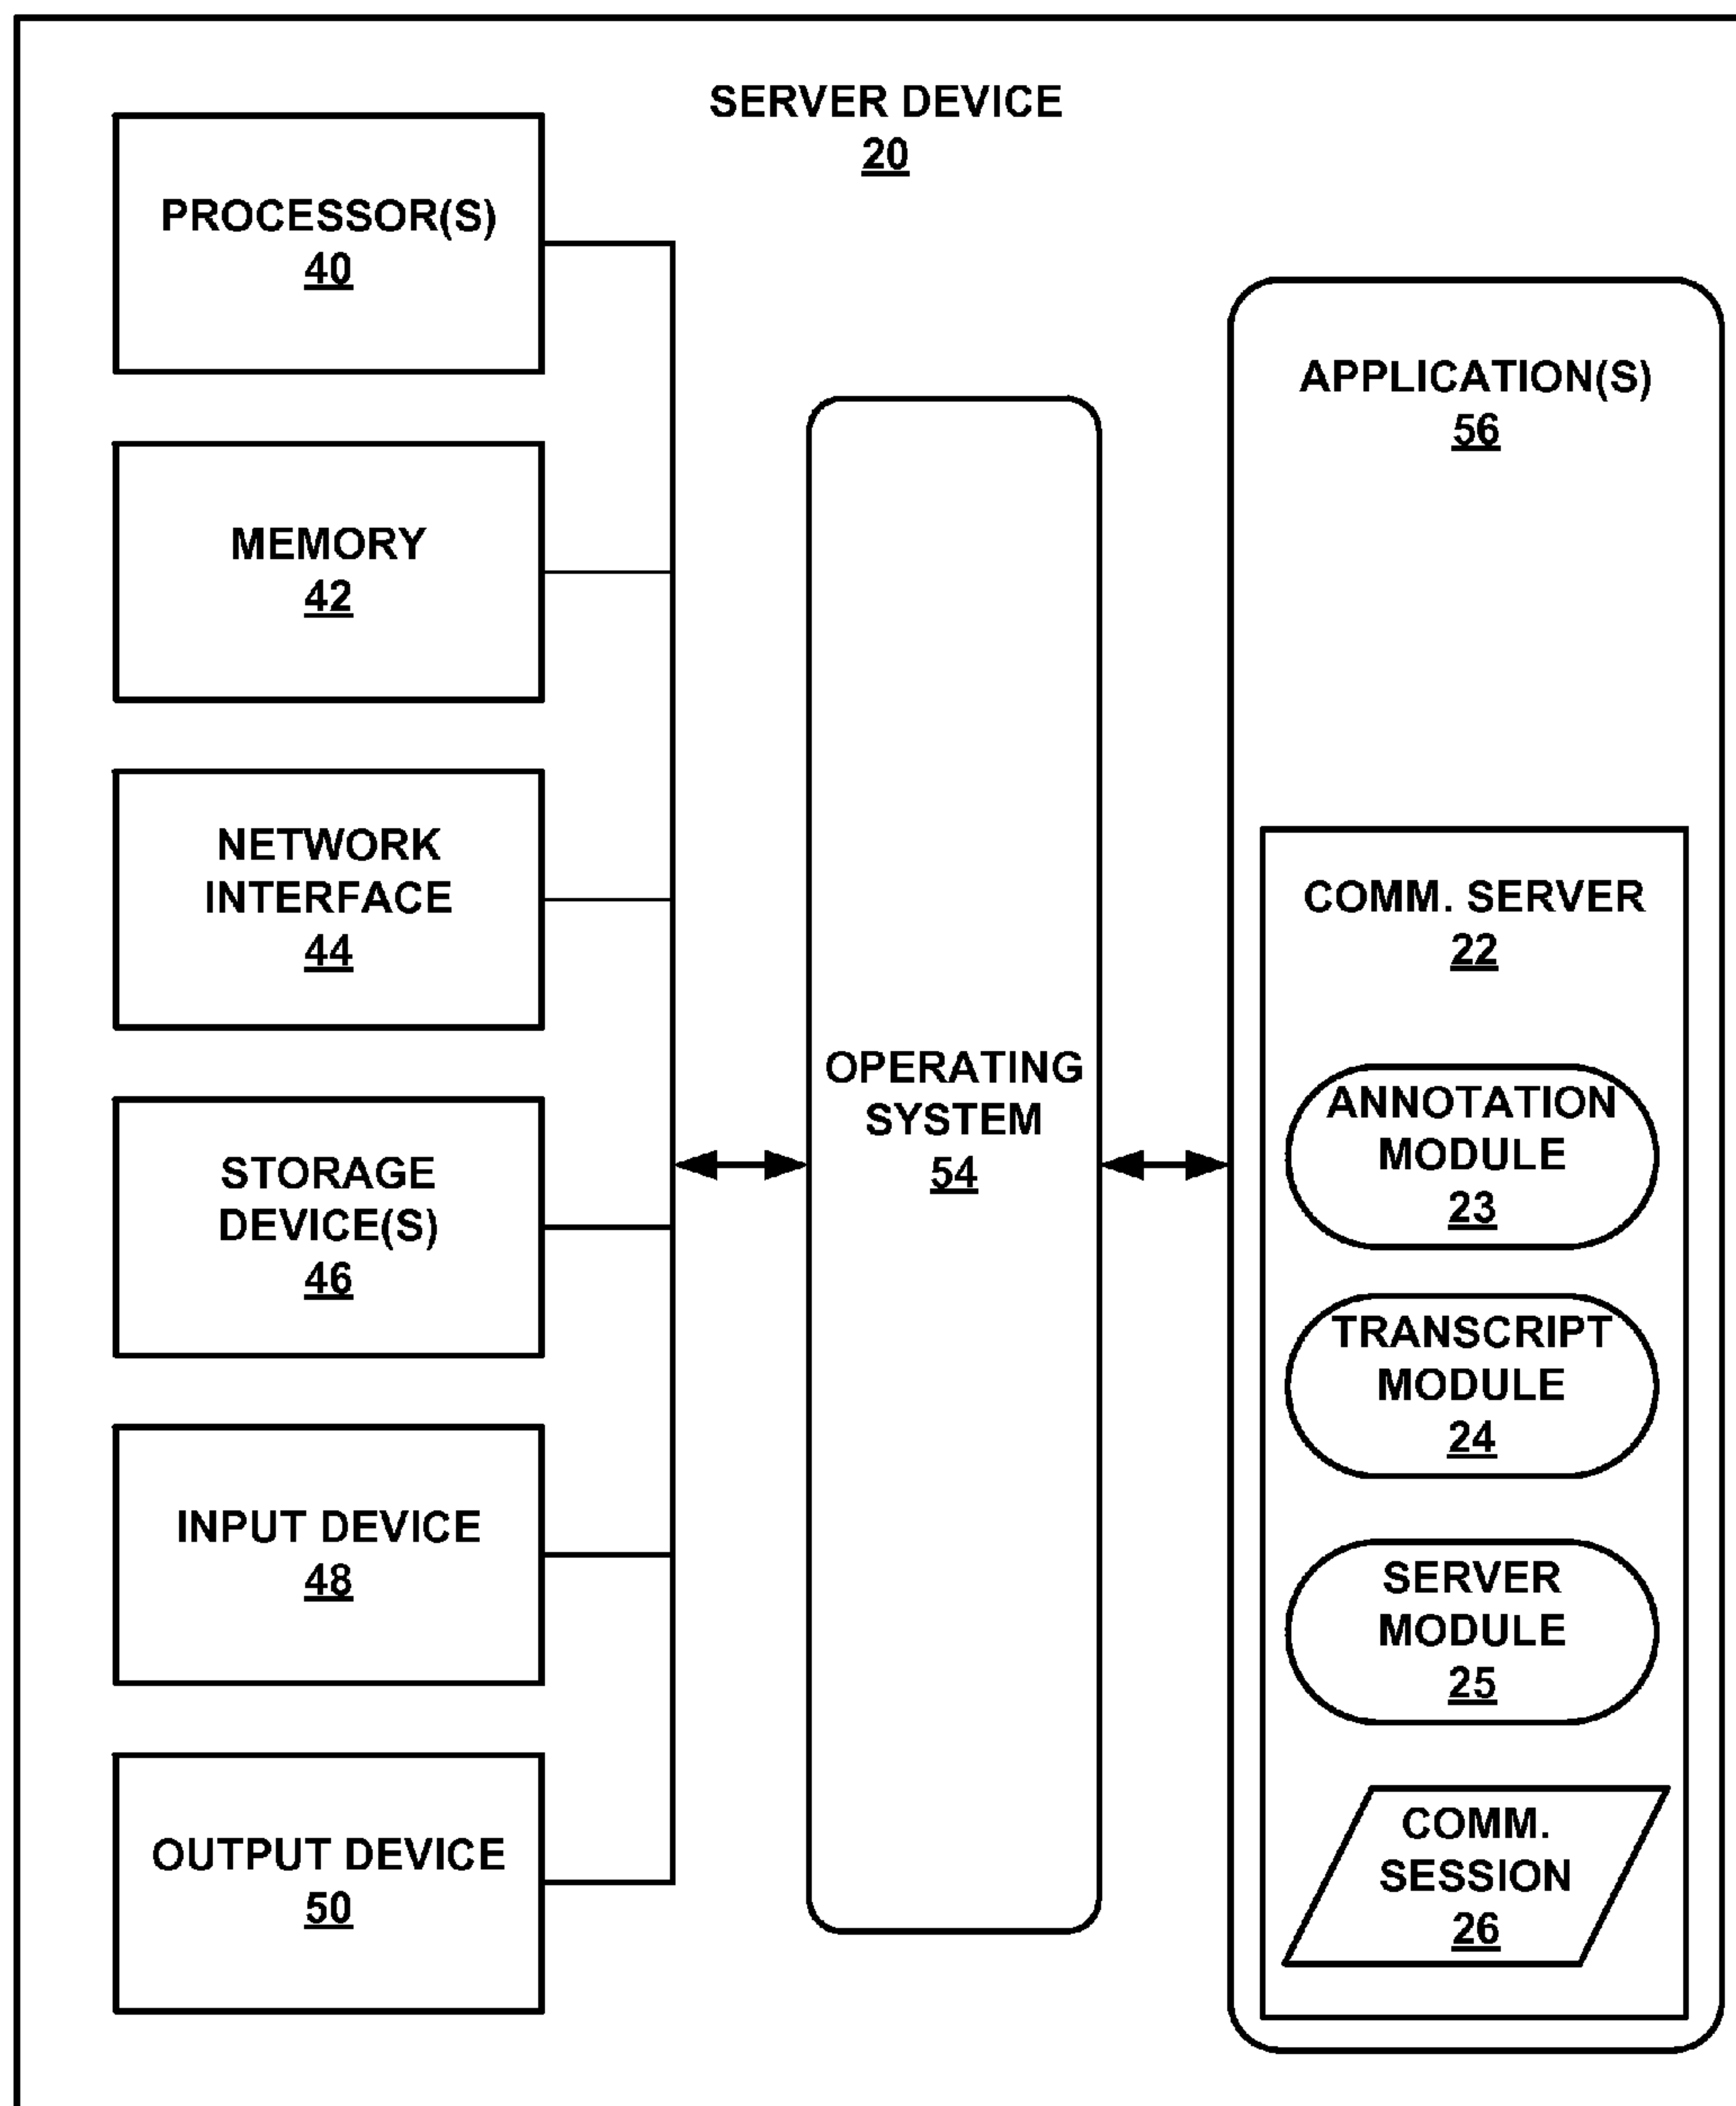 SERVER DEVICE
20
PROCESSOR(S)
40
MEMORY
42
NETWORK
INTERFACE
44
STORAGE
DEVICE(S)
46
INPUT DEVICE
48
OUTPUT DEVICE
50
OPERATING
SYSTEM
54
APPLICATION(S)
56
COMM. SERVER
22
ANNOTATION
MODULE
23
TRANSCRIPT
MODULE
24
SERVER
MODULE
25
COMM.
SESSION
26